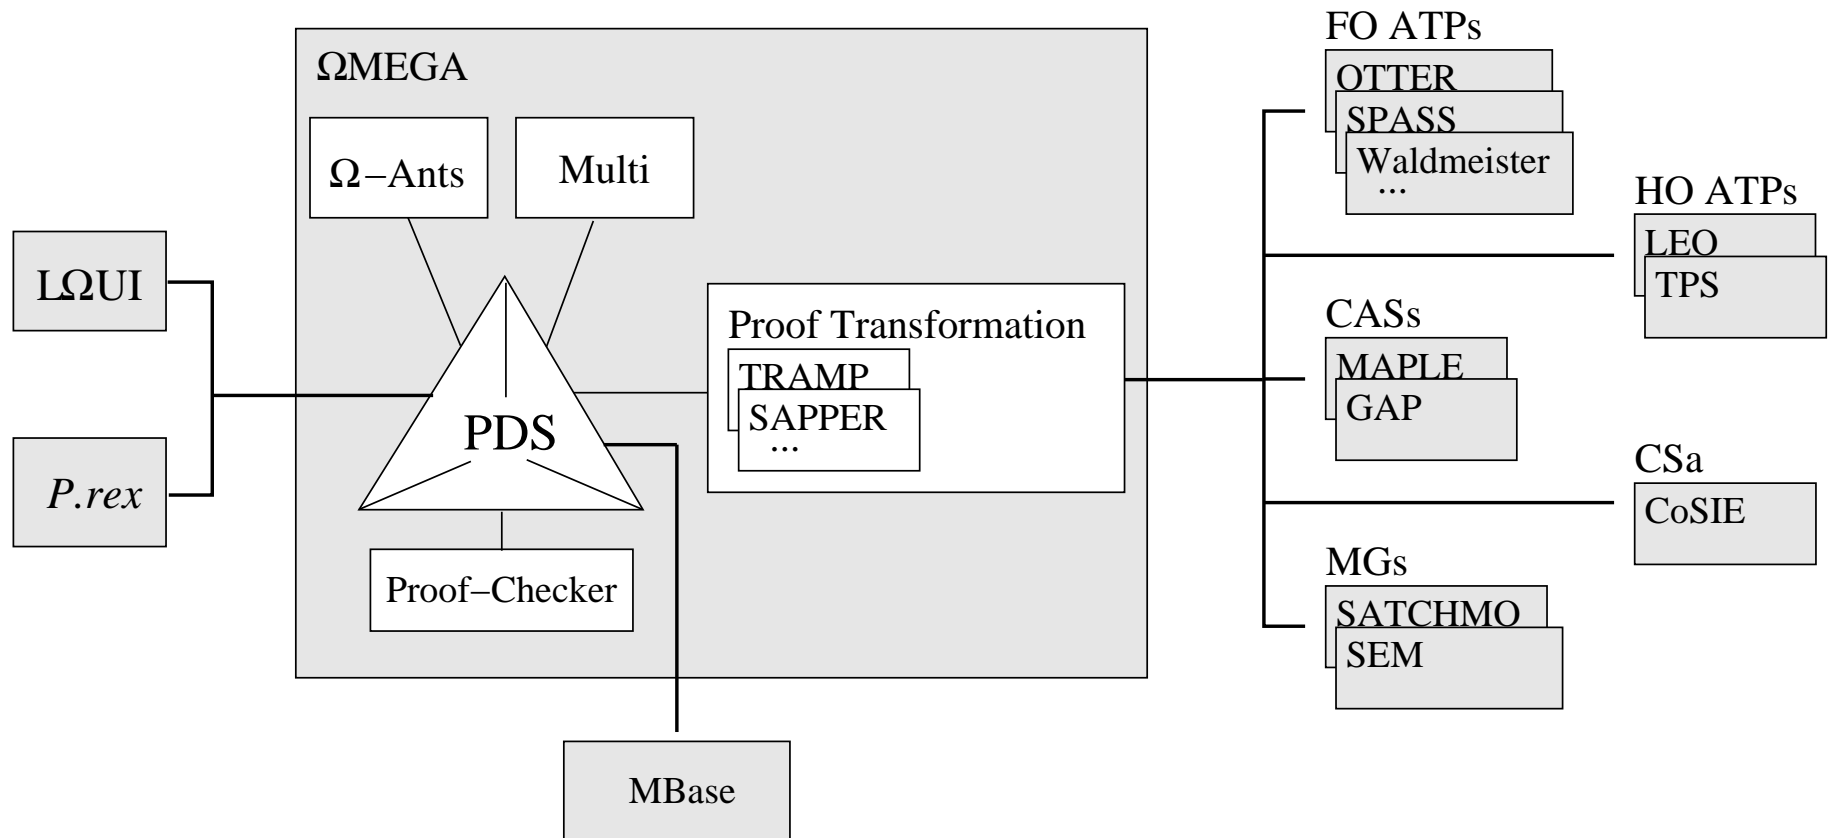 ΩMEGA
Ω−Ants
Multi
LΩUI
P.rex
PDS
Proof−Checker
Proof Transformation
TRAMP
SAPPER
...
MBase
FO ATPs
OTTER
SPASS
Waldmeister
...
HO ATPs
LEO
TPS
CASs
MAPLE
GAP
CSa
CoSIE
MGs
SATCHMO
SEM